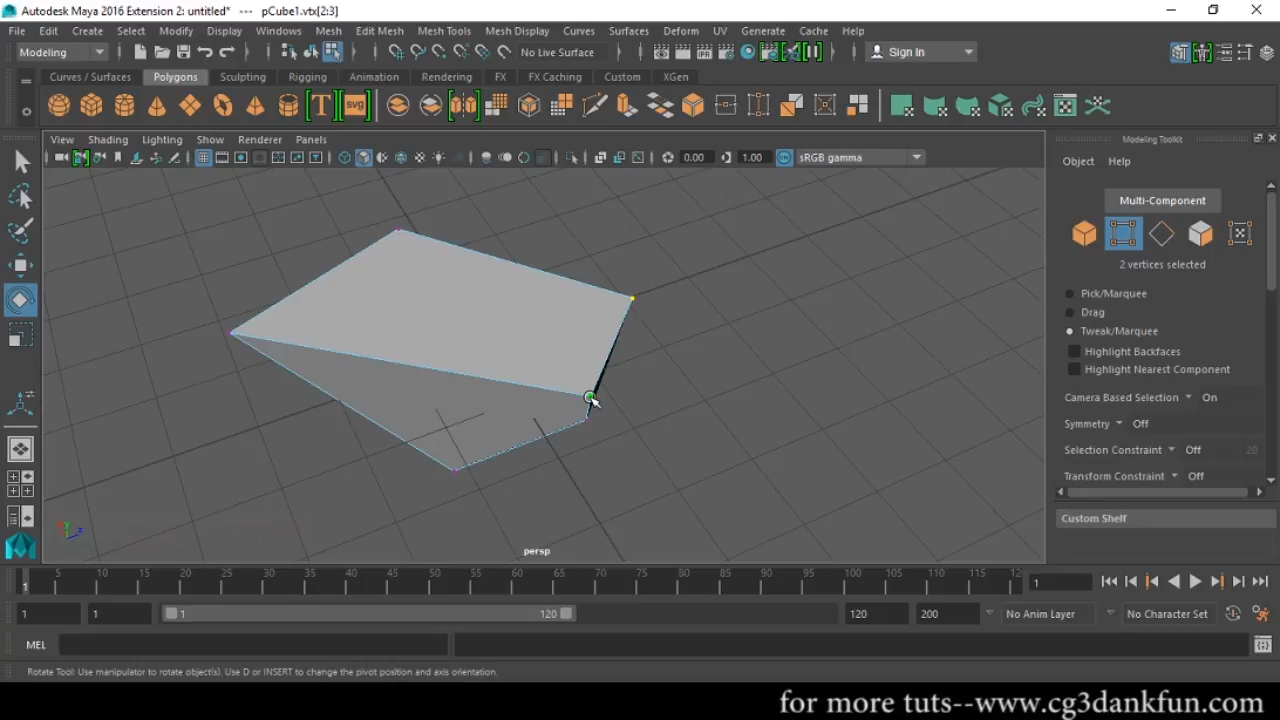 Autodesk Maya 2016 Extension 2: untitled*   ---   pCube1.vtx[2:3]
File Edit Create Select Modify Display Windows Mesh Edit Mesh Mesh Tools Mesh Display Curves Surfaces Deform UV Generate Cache Help
Modeling No Live Surface Sign In
Curves / Surfaces Polygons Sculpting Rigging Animation Rendering FX FX Caching Custom XGen
T svg
View Shading Lighting Show Renderer Panels
Modeling Toolkit
0.00 1.00 sRGB gamma
Object Help
Multi-Component
2 vertices selected
Pick/Marquee
Drag
Tweak/Marquee
Highlight Backfaces
Highlight Nearest Component
Camera Based Selection On
Symmetry Off
Selection Constraint Off 20
Transform Constraint Off
Custom Shelf
persp
5 10 15 20 25 30 35 40 45 50 55 60 65 70 75 80 85 90 95 100 105 110 115 12
1 1
1 1 1 120 120 200 No Anim Layer No Character Set
MEL
Rotate Tool: Use manipulator to rotate object(s). Use D or INSERT to change the pivot position and axis orientation.
for more tuts--www.cg3dankfun.com